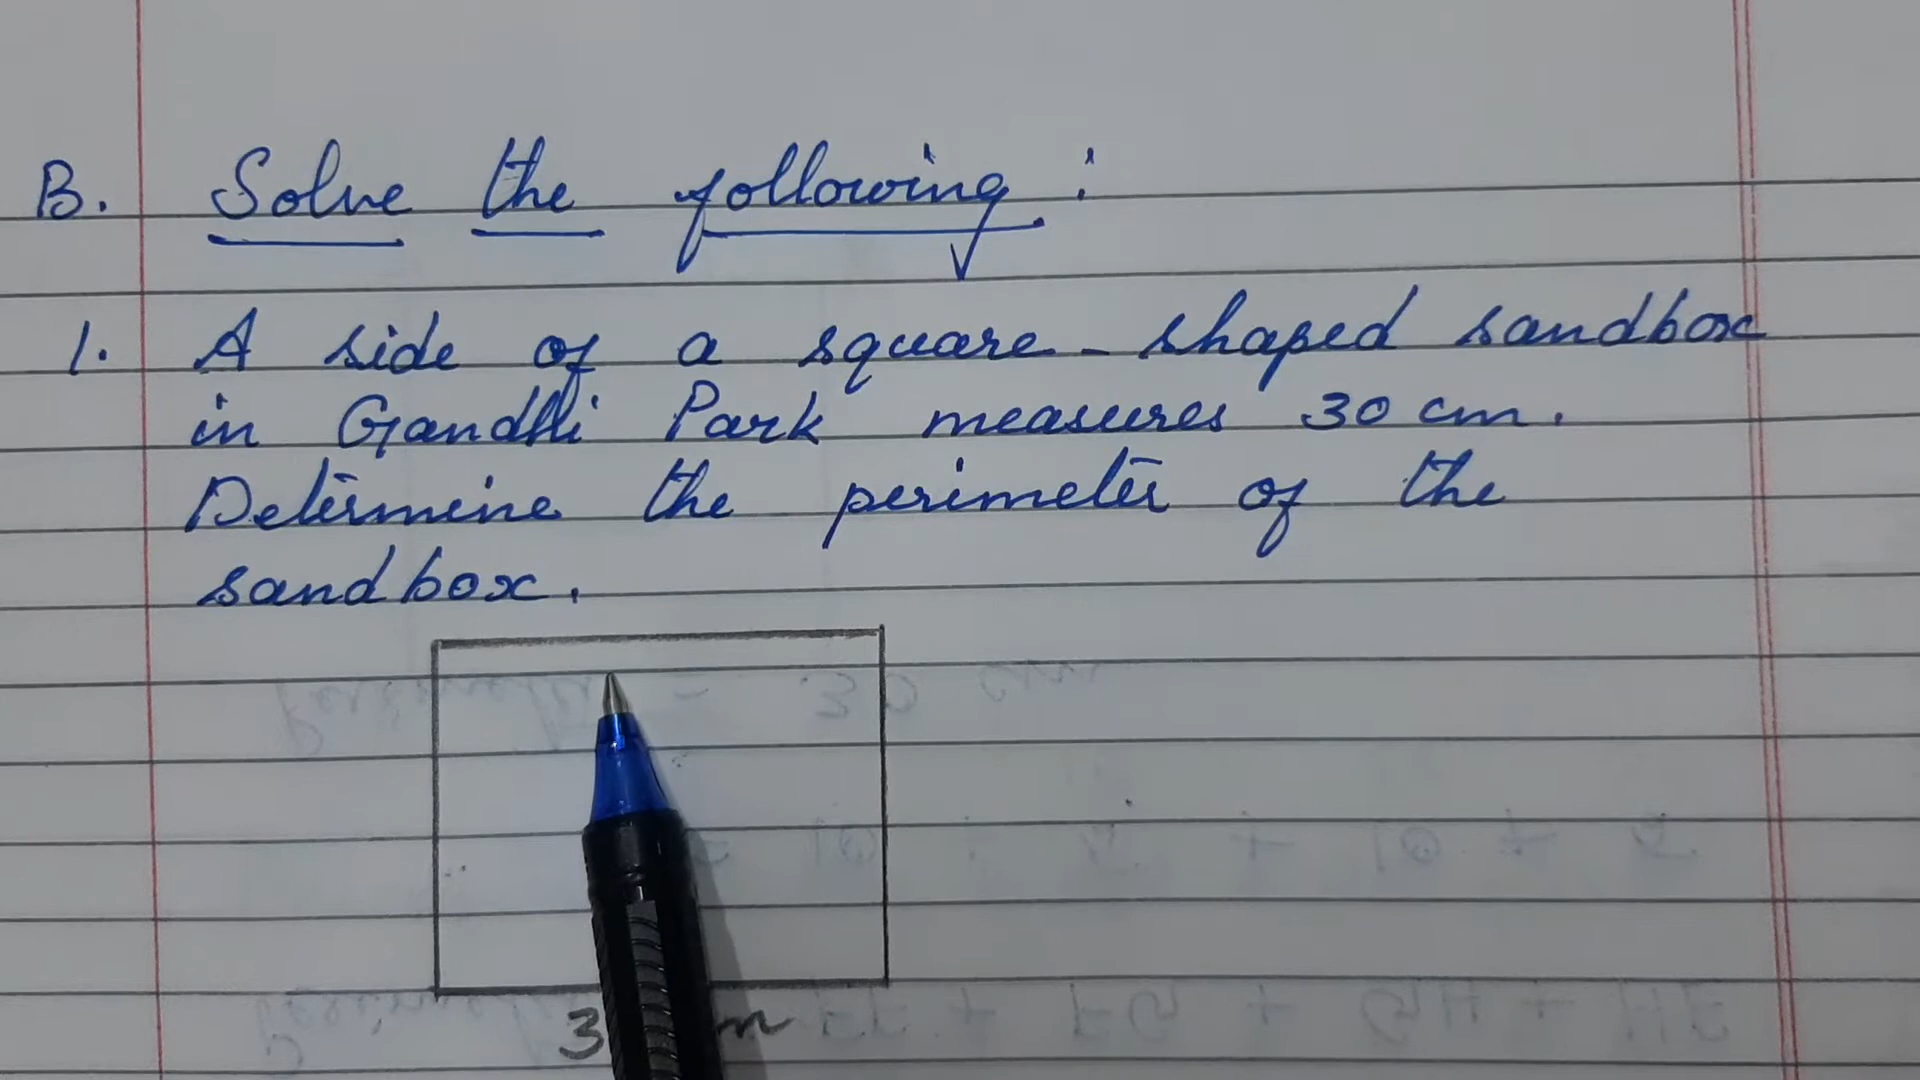 B. Solve the following :
1. A side of a square-shaped sandbox
in Gandhi Park measures 30 cm.
Determine the perimeter of the
sandbox.